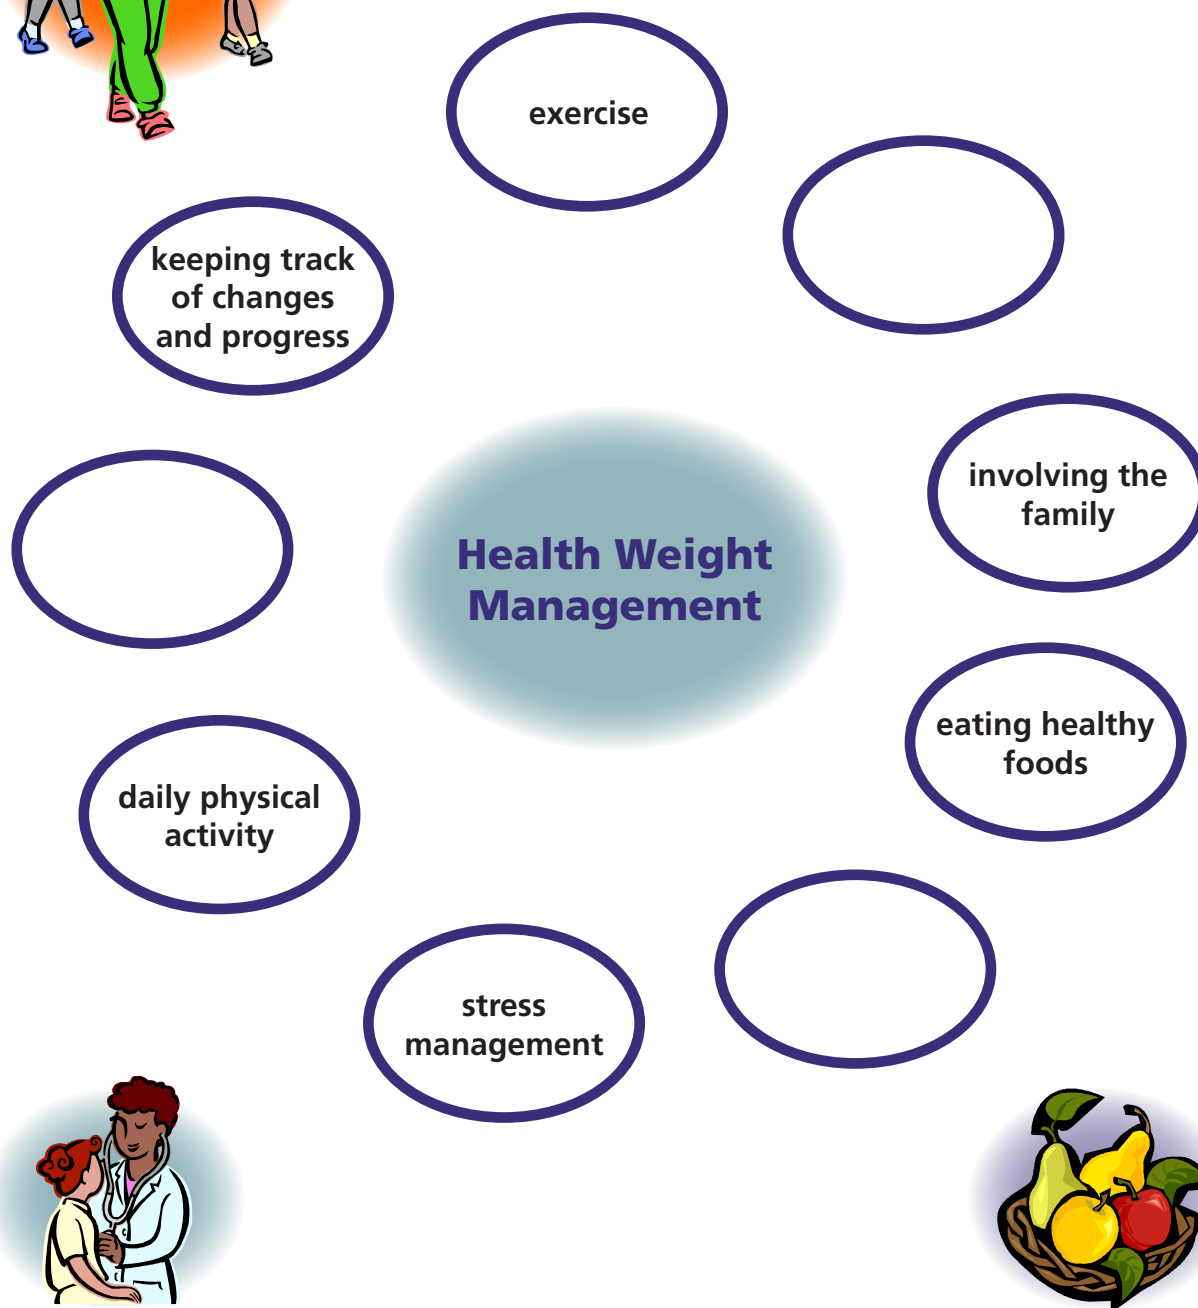 exercise
keeping track
of changes
and progress
involving the
family
Health Weight
Management
eating healthy
foods
daily physical
activity
stress
management